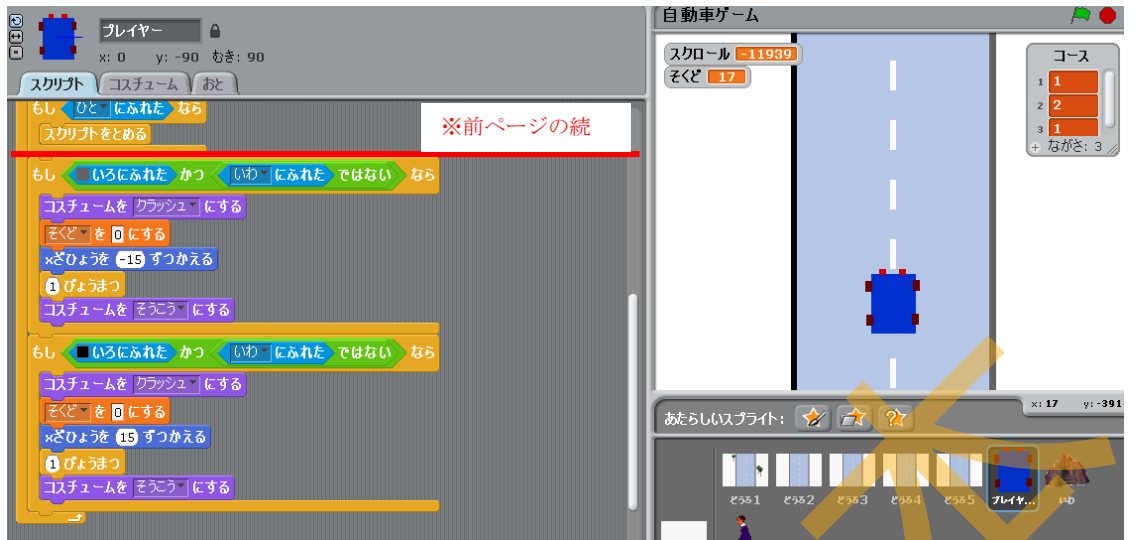 プレイヤー
x: 0 y: -90 むき: 90
スクリプト コスチューム おと
もし ひと にふれた なら
スクリプトをとめる
※前ページの続
もし いろにふれた かつ いわ にふれた ではない なら
コスチュームを クラッシュ にする
そくど を 0 にする
xざひょうを -15 ずつかえる
1 びょうまつ
コスチュームを そうこう にする
もし いろにふれた かつ いわ にふれた ではない なら
コスチュームを クラッシュ にする
そくど を 0 にする
xざひょうを 15 ずつかえる
1 びょうまつ
コスチュームを そうこう にする
自動車ゲーム
スクロール -11939
そくど 17
コース
1 1
2 2
3 1
+ ながさ: 3
x: 17 y: -391
あたらしいスプライト:
どうろ1 どうろ2 どうろ3 どうろ4 どうろ5 プレイヤ... いわ